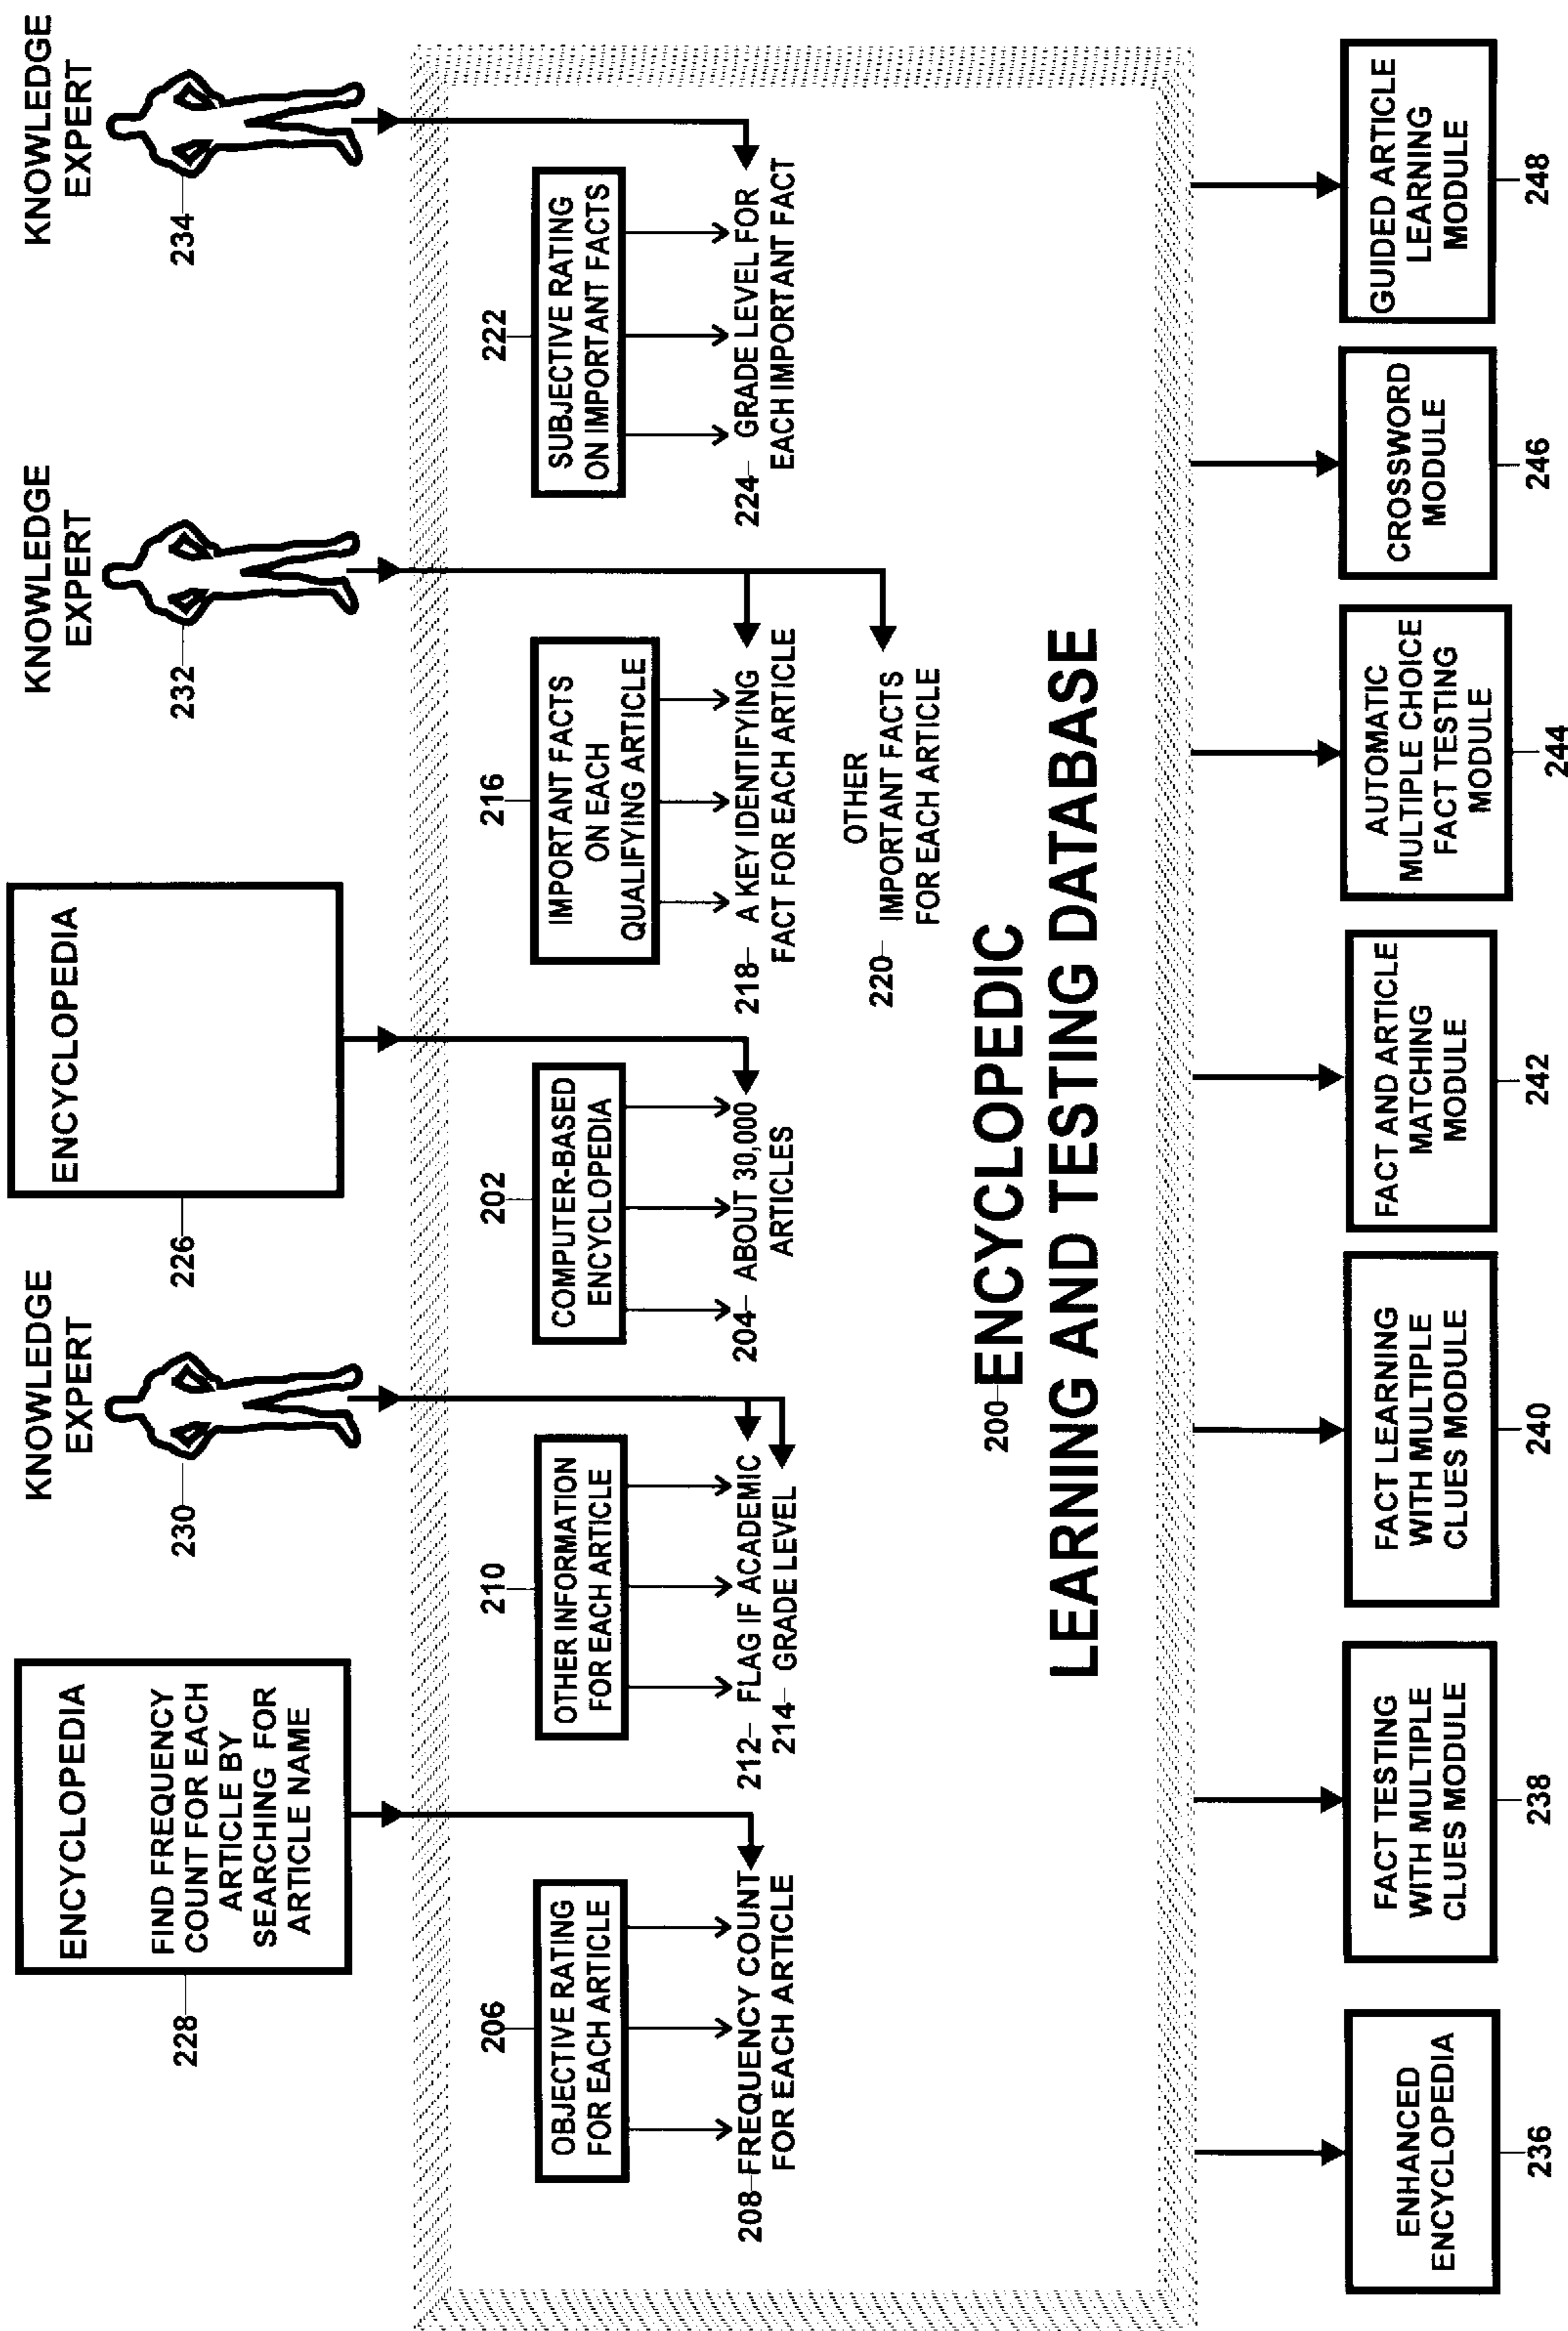 ENCYCLOPEDIA
FIND FREQUENCY
COUNT FOR EACH
ARTICLE BY
SEARCHING FOR
ARTICLE NAME
228
KNOWLEDGE
EXPERT
230
ENCYCLOPEDIA
226
KNOWLEDGE
EXPERT
232
KNOWLEDGE
EXPERT
234
206
OBJECTIVE RATING
FOR EACH ARTICLE
208 FREQUENCY COUNT
FOR EACH ARTICLE
210
OTHER INFORMATION
FOR EACH ARTICLE
212 FLAG IF ACADEMIC
214 GRADE LEVEL
202
COMPUTER-BASED
ENCYCLOPEDIA
204 ABOUT 30,000
ARTICLES
216
IMPORTANT FACTS
ON EACH
QUALIFYING ARTICLE
218 A KEY IDENTIFYING
FACT FOR EACH ARTICLE
OTHER
220 IMPORTANT FACTS
FOR EACH ARTICLE
222
SUBJECTIVE RATING
ON IMPORTANT FACTS
224 GRADE LEVEL FOR
EACH IMPORTANT FACT
200 ENCYCLOPEDIC
LEARNING AND TESTING DATABASE
ENHANCED
ENCYCLOPEDIA
236
FACT TESTING
WITH MULTIPLE
CLUES MODULE
238
FACT LEARNING
WITH MULTIPLE
CLUES MODULE
240
FACT AND ARTICLE
MATCHING
MODULE
242
AUTOMATIC
MULTIPLE CHOICE
FACT TESTING
MODULE
244
CROSSWORD
MODULE
246
GUIDED ARTICLE
LEARNING
MODULE
248